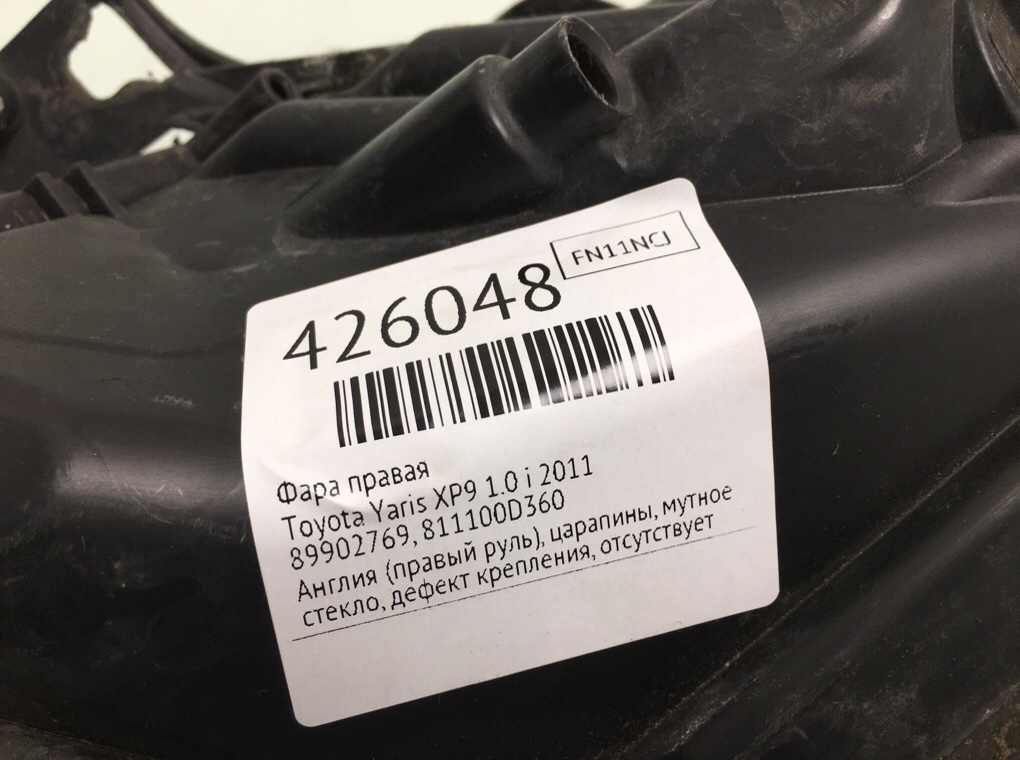 FN11NCJ
426048
Фара правая
Toyota Yaris XP9 1.0 i 2011
89902769, 811100D360
Англия (правый руль), царапины, мутное
стекло, дефект крепления, отсутствует